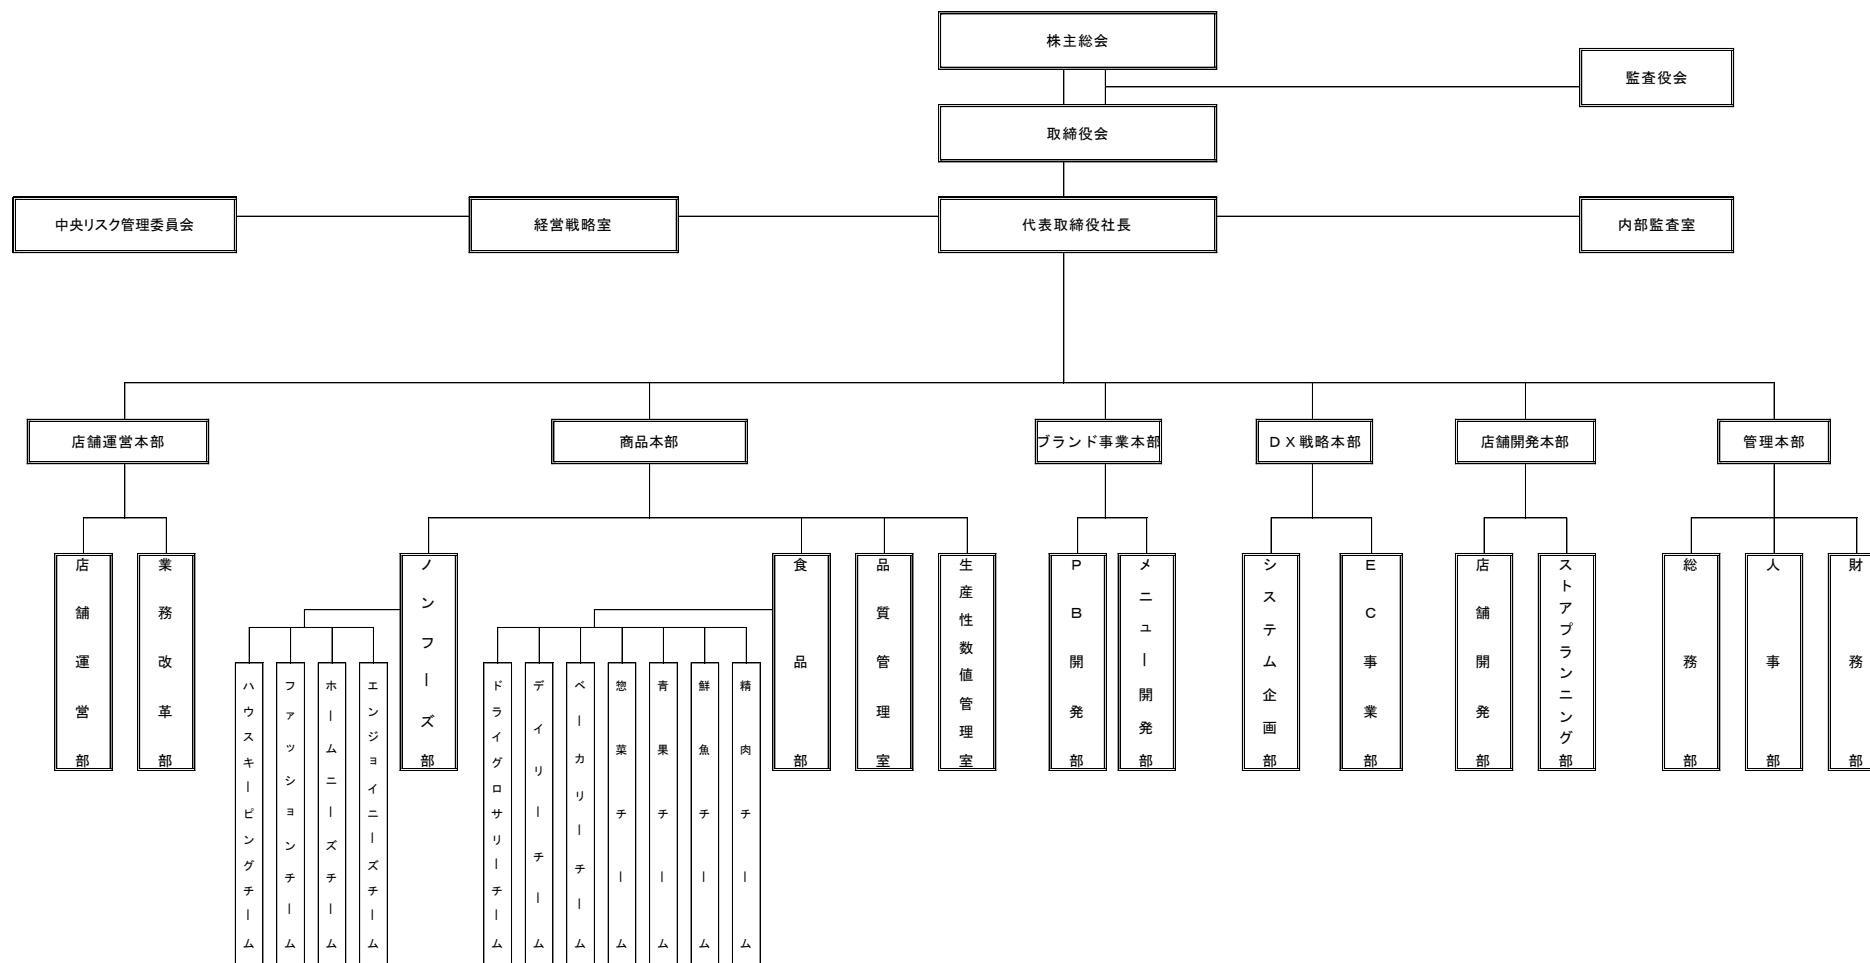 株主総会
監査役会
取締役会
中央リスク管理委員会
経営戦略室
代表取締役社長
内部監査室
店舗運営本部
商品本部
ブランド事業本部
ＤＸ戦略本部
店舗開発本部
管理本部
店舗運営部
業務改革部
ノンフーズ部
食品部
品質管理室
生産性数値管理室
ＰＢ開発部
メニュー開発部
システム企画部
ＥＣ事業部
店舗開発部
ストアプランニング部
総務部
人事部
財務部
ハウスキーピングチーム
ファッションチーム
ホームニーズチーム
エンジョイニーズチーム
ドライグロサリーチーム
デイリーチーム
ベーカリーチーム
惣菜チーム
青果チーム
鮮魚チーム
精肉チーム